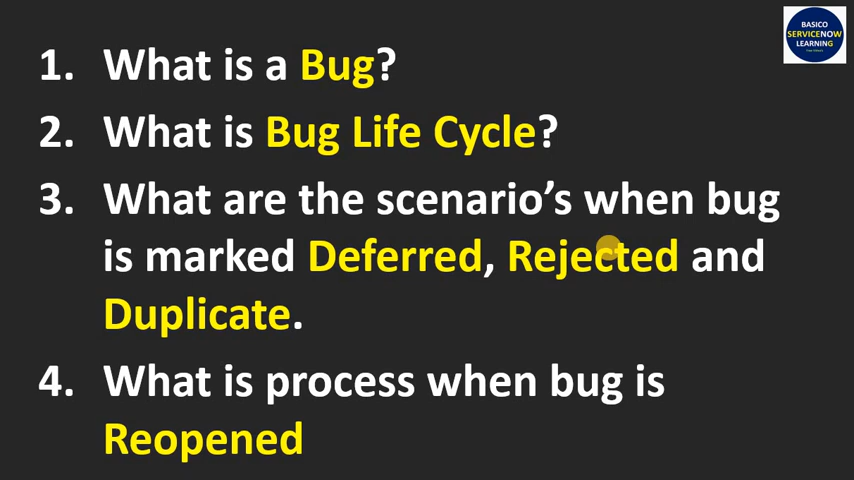 BASICO
SERVICENOW
LEARNING
1. What is a Bug?
2. What is Bug Life Cycle?
3. What are the scenario’s when bug
is marked Deferred, Rejected and
Duplicate.
4. What is process when bug is
Reopened